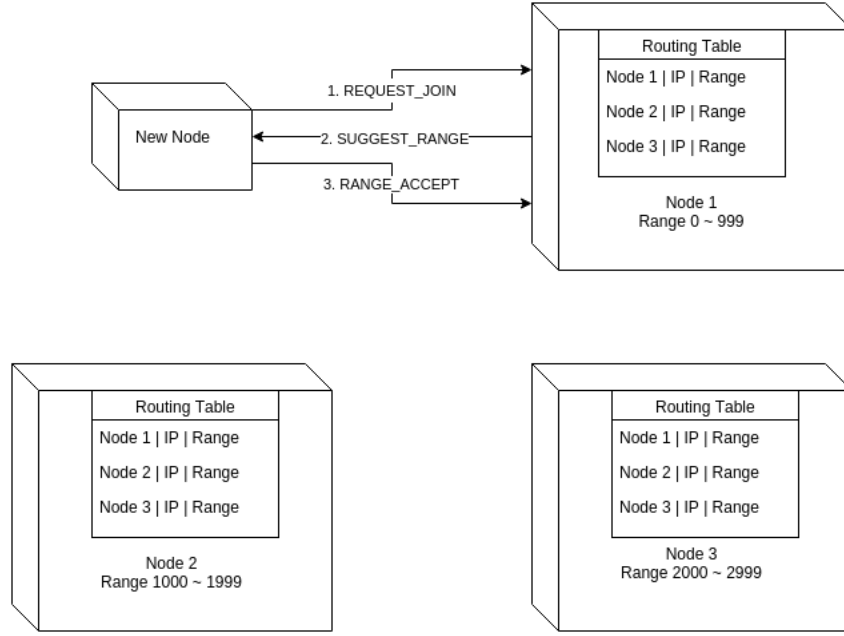 Routing Table
Node 1 | IP | Range
Node 2 | IP | Range
Node 3 | IP | Range
Node 1
Range 0 ~ 999
New Node
1. REQUEST_JOIN
2. SUGGEST_RANGE
3. RANGE_ACCEPT
Routing Table
Node 1 | IP | Range
Node 2 | IP | Range
Node 3 | IP | Range
Node 2
Range 1000 ~ 1999
Routing Table
Node 1 | IP | Range
Node 2 | IP | Range
Node 3 | IP | Range
Node 3
Range 2000 ~ 2999